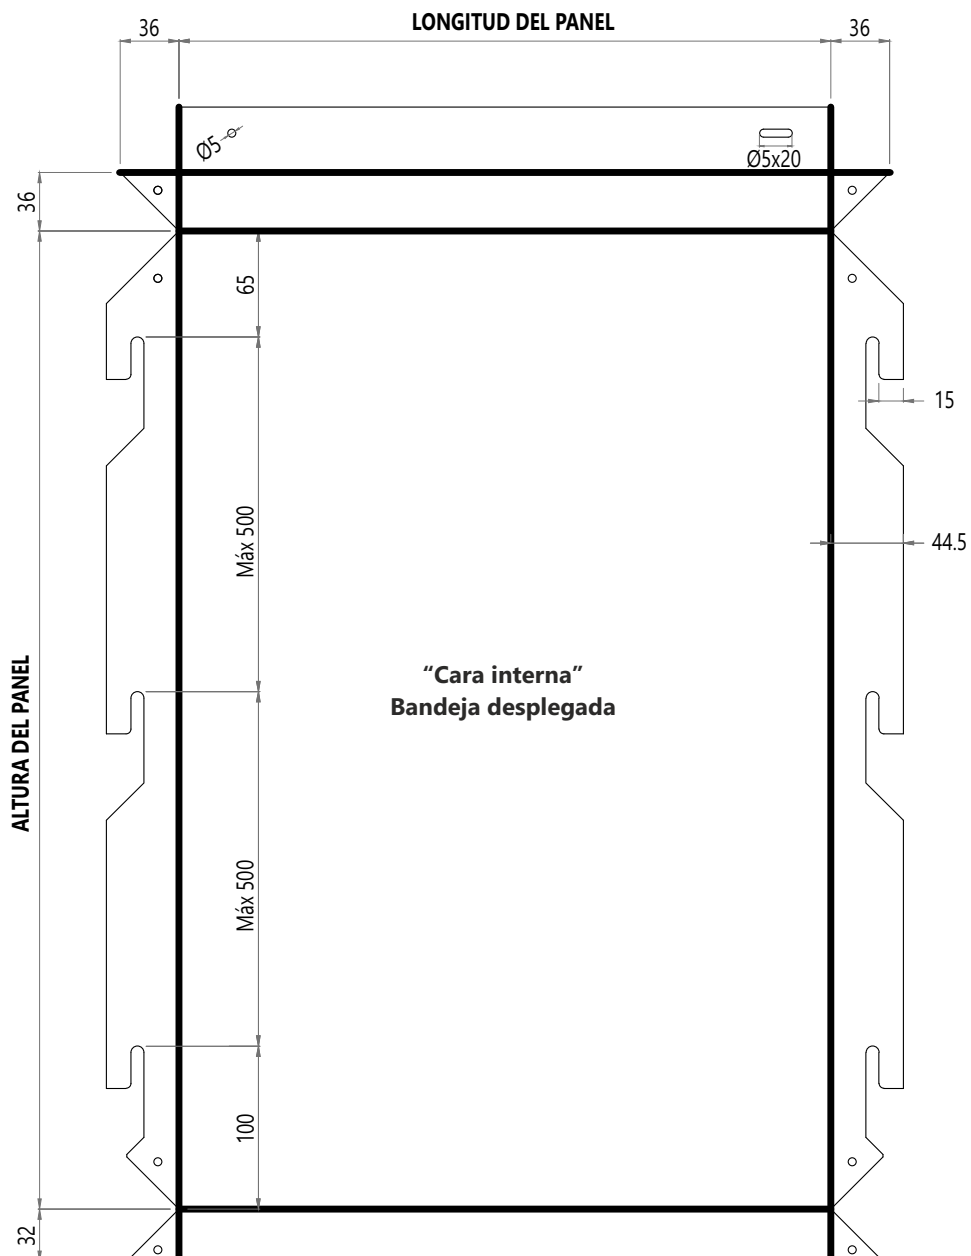 LONGITUD DEL PANEL
36
36
Ø5
Ø5x20
36
65
15
Máx 500
44.5
“Cara interna”
Bandeja desplegada
ALTURA DEL PANEL
Máx 500
100
32